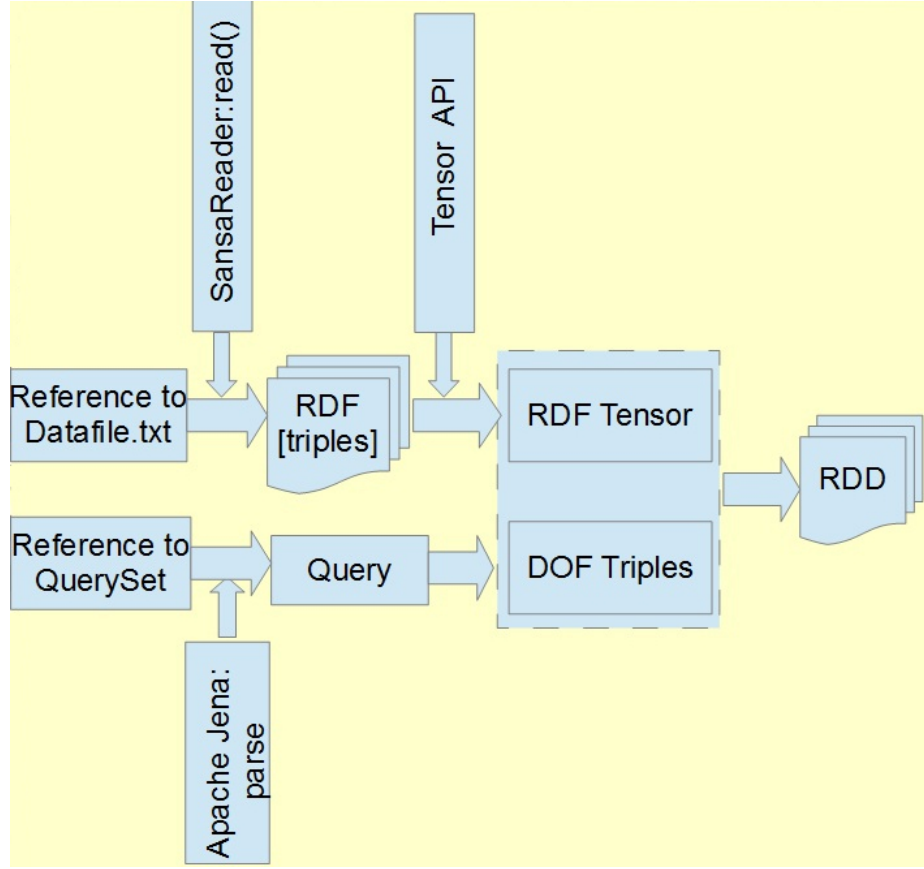 SansaReader:read()
Tensor API
Reference to
Datafile.txt
RDF
[triples]
RDF Tensor
RDD
Reference to
QuerySet
Query
DOF Triples
Apache Jena:
parse